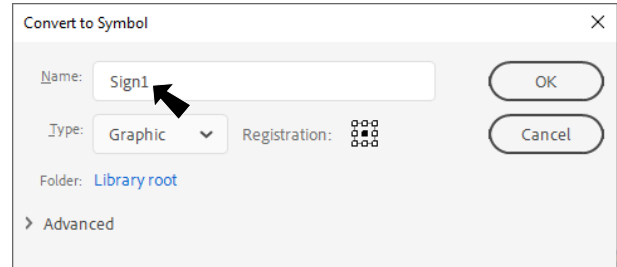 Convert to Symbol
Name: Sign1
OK
Type: Graphic Registration:
Cancel
Folder: Library root
Advanced